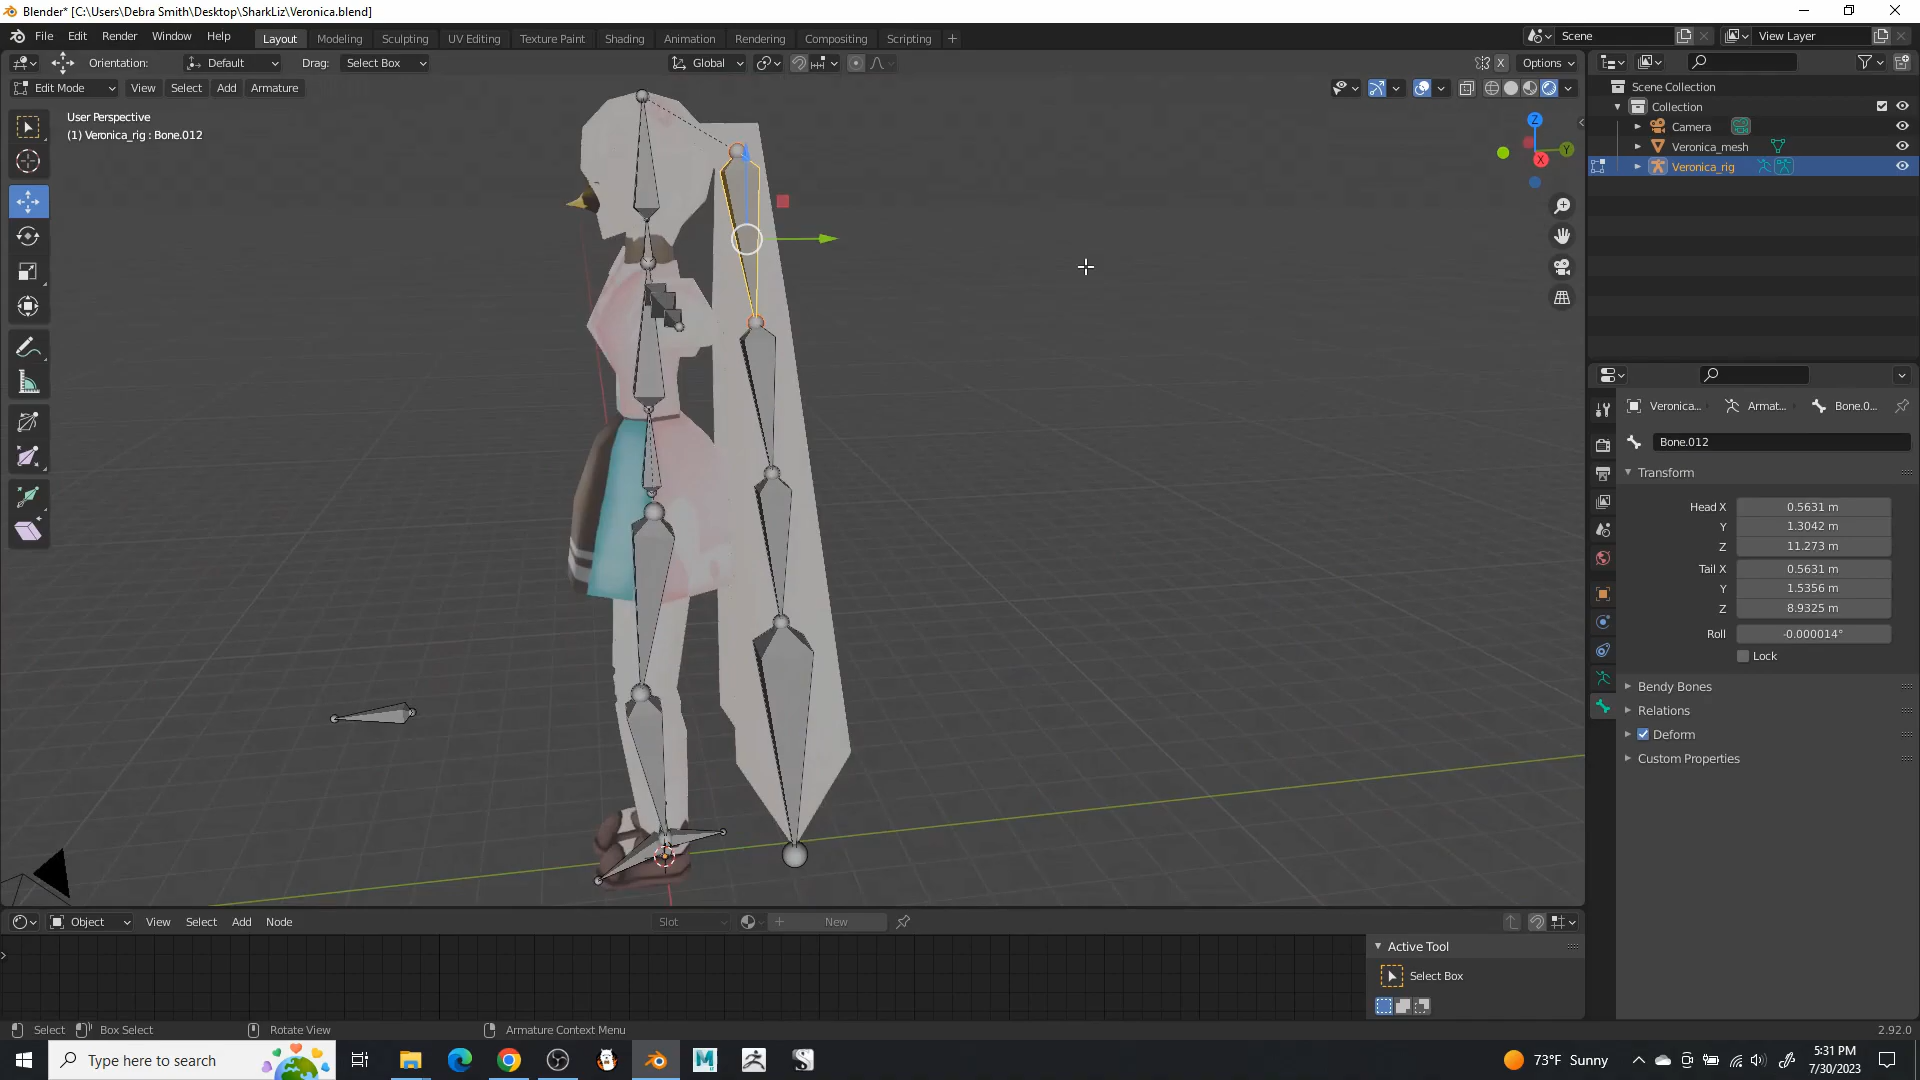 Blender* [C:\Users\Debra Smith\Desktop\SharkLiz\Veronica.blend]
File Edit Render Window Help Layout Modeling Sculpting UV Editing Texture Paint Shading Animation Rendering Compositing Scripting + Scene View Layer
Orientation: Default Drag: Select Box Global X Options
Edit Mode View Select Add Armature
User Perspective
(1) Veronica_rig : Bone.012
Z
Y
X
Scene Collection
Collection
Camera
Veronica_mesh
Veronica_rig
Veronica... Armat... Bone.0...
Bone.012
Transform
Head X 0.5631 m
Y 1.3042 m
Z 11.273 m
Tail X 0.5631 m
Y 1.5356 m
Z 8.9325 m
Roll -0.000014°
Lock
Bendy Bones
Relations
Deform
Custom Properties
Object View Select Add Node Slot New
Active Tool
Select Box
Select Box Select Rotate View Armature Context Menu 2.92.0
Type here to search 73°F Sunny 5:31 PM
7/30/2023